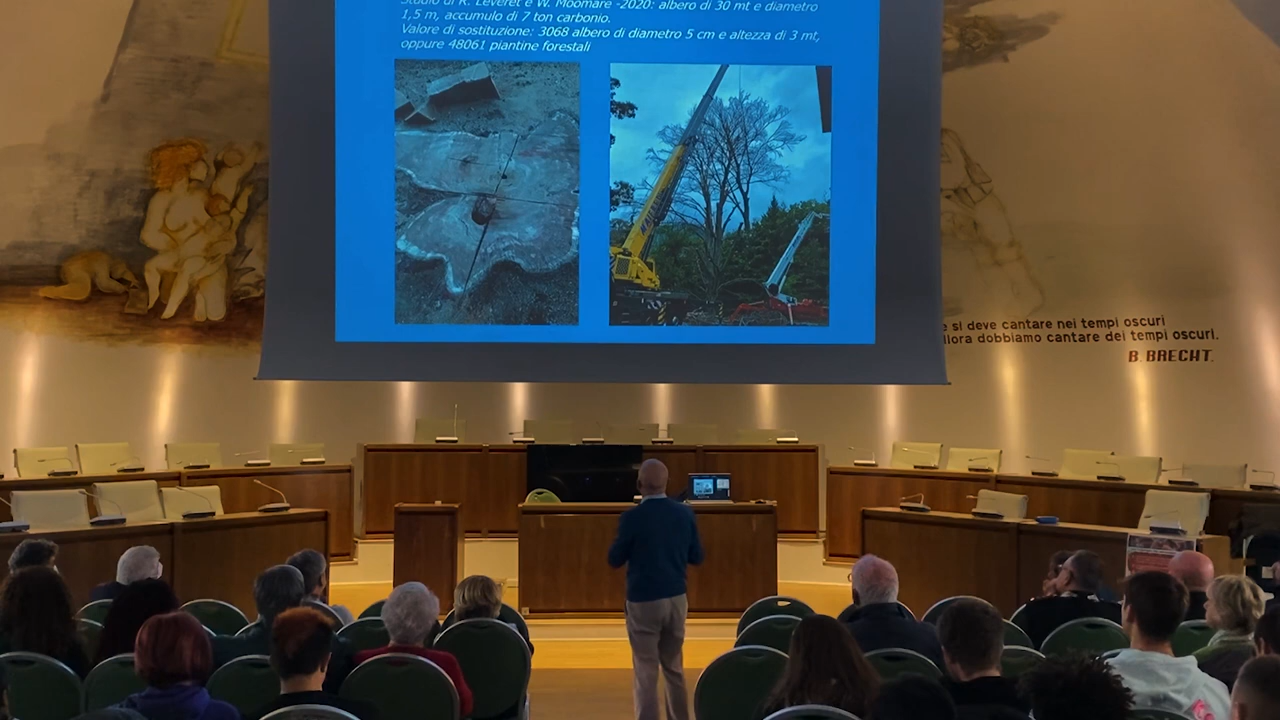 Studio di R. Leveret e W. Moomare -2020: albero di 30 mt e diametro
1,5 m, accumulo di 7 ton carbonio.
Valore di sostituzione: 3068 albero di diametro 5 cm e altezza di 3 mt,
oppure 48061 piantine forestali
e si deve cantare nei tempi oscuri
llora dobbiamo cantare dei tempi oscuri.
B. BRECHT.